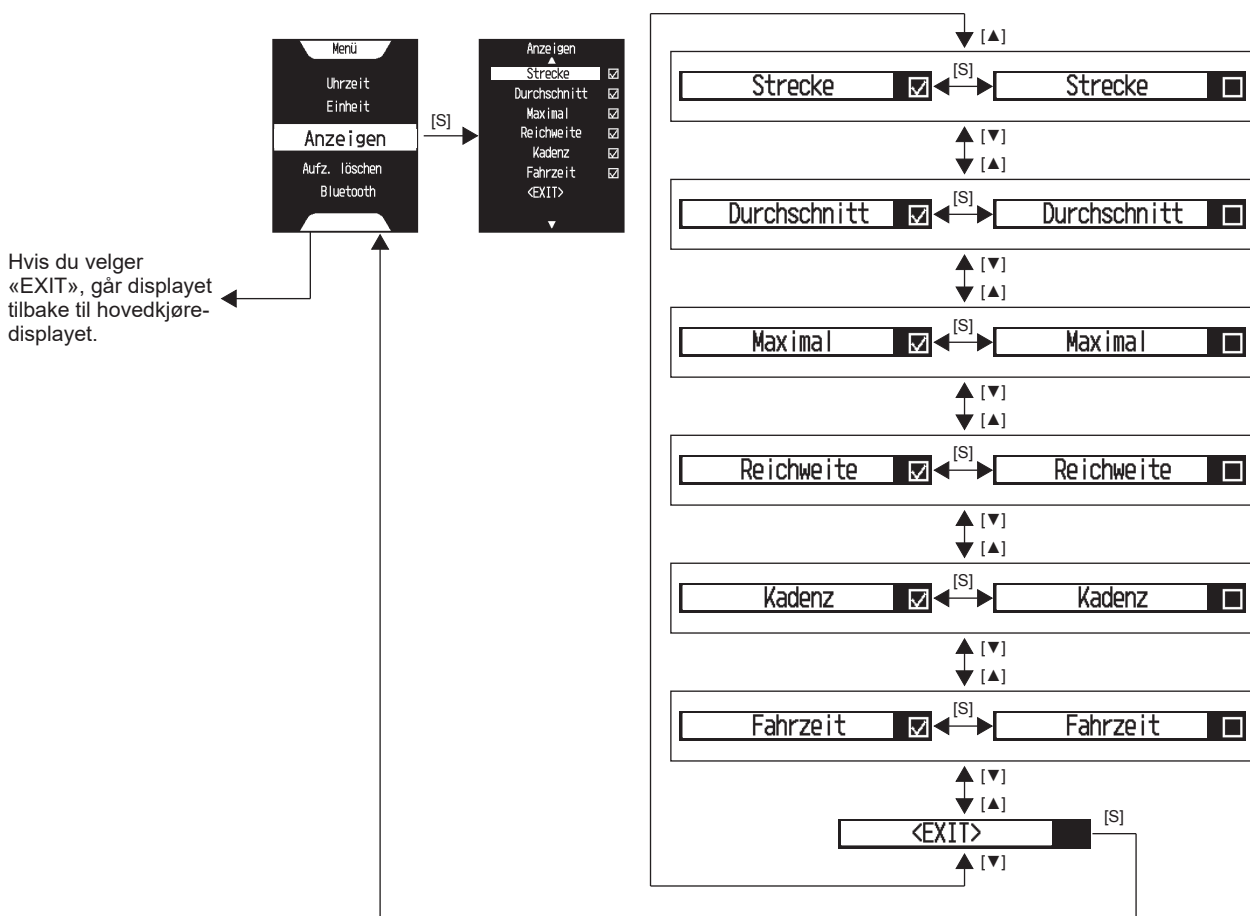 Menü
Uhrzeit
Einheit
Anzeigen
Aufz. löschen
Bluetooth
[S]
Anzeigen
▲
Strecke ☑
Durchschnitt ☑
Maximal ☑
Reichweite ☑
Kadenz ☑
Fahrzeit ☑
<EXIT>
▼
Hvis du velger
«EXIT», går displayet
tilbake til hovedkjøre-
displayet.
[▲]
Strecke ☑ [S] Strecke ☐
[▼]
[▲]
Durchschnitt ☑ [S] Durchschnitt ☐
[▼]
[▲]
Maximal ☑ [S] Maximal ☐
[▼]
[▲]
Reichweite ☑ [S] Reichweite ☐
[▼]
[▲]
Kadenz ☑ [S] Kadenz ☐
[▼]
[▲]
Fahrzeit ☑ [S] Fahrzeit ☐
[▼]
[▲]
<EXIT> [S]
[▼]